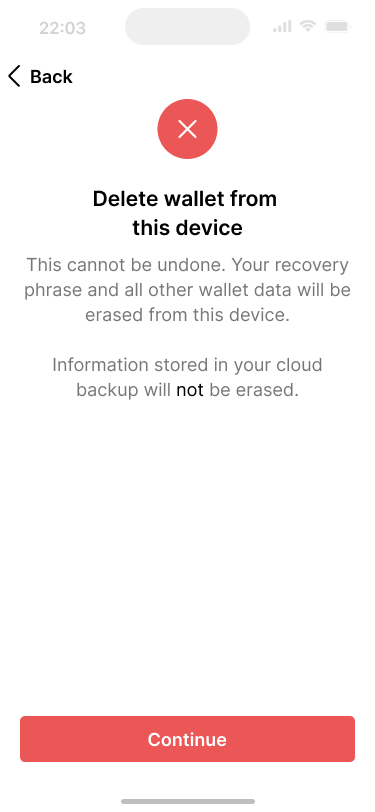 22:03
Back
Delete wallet from
this device
This cannot be undone. Your recovery
phrase and all other wallet data will be
erased from this device.
Information stored in your cloud
backup will not be erased.
Continue